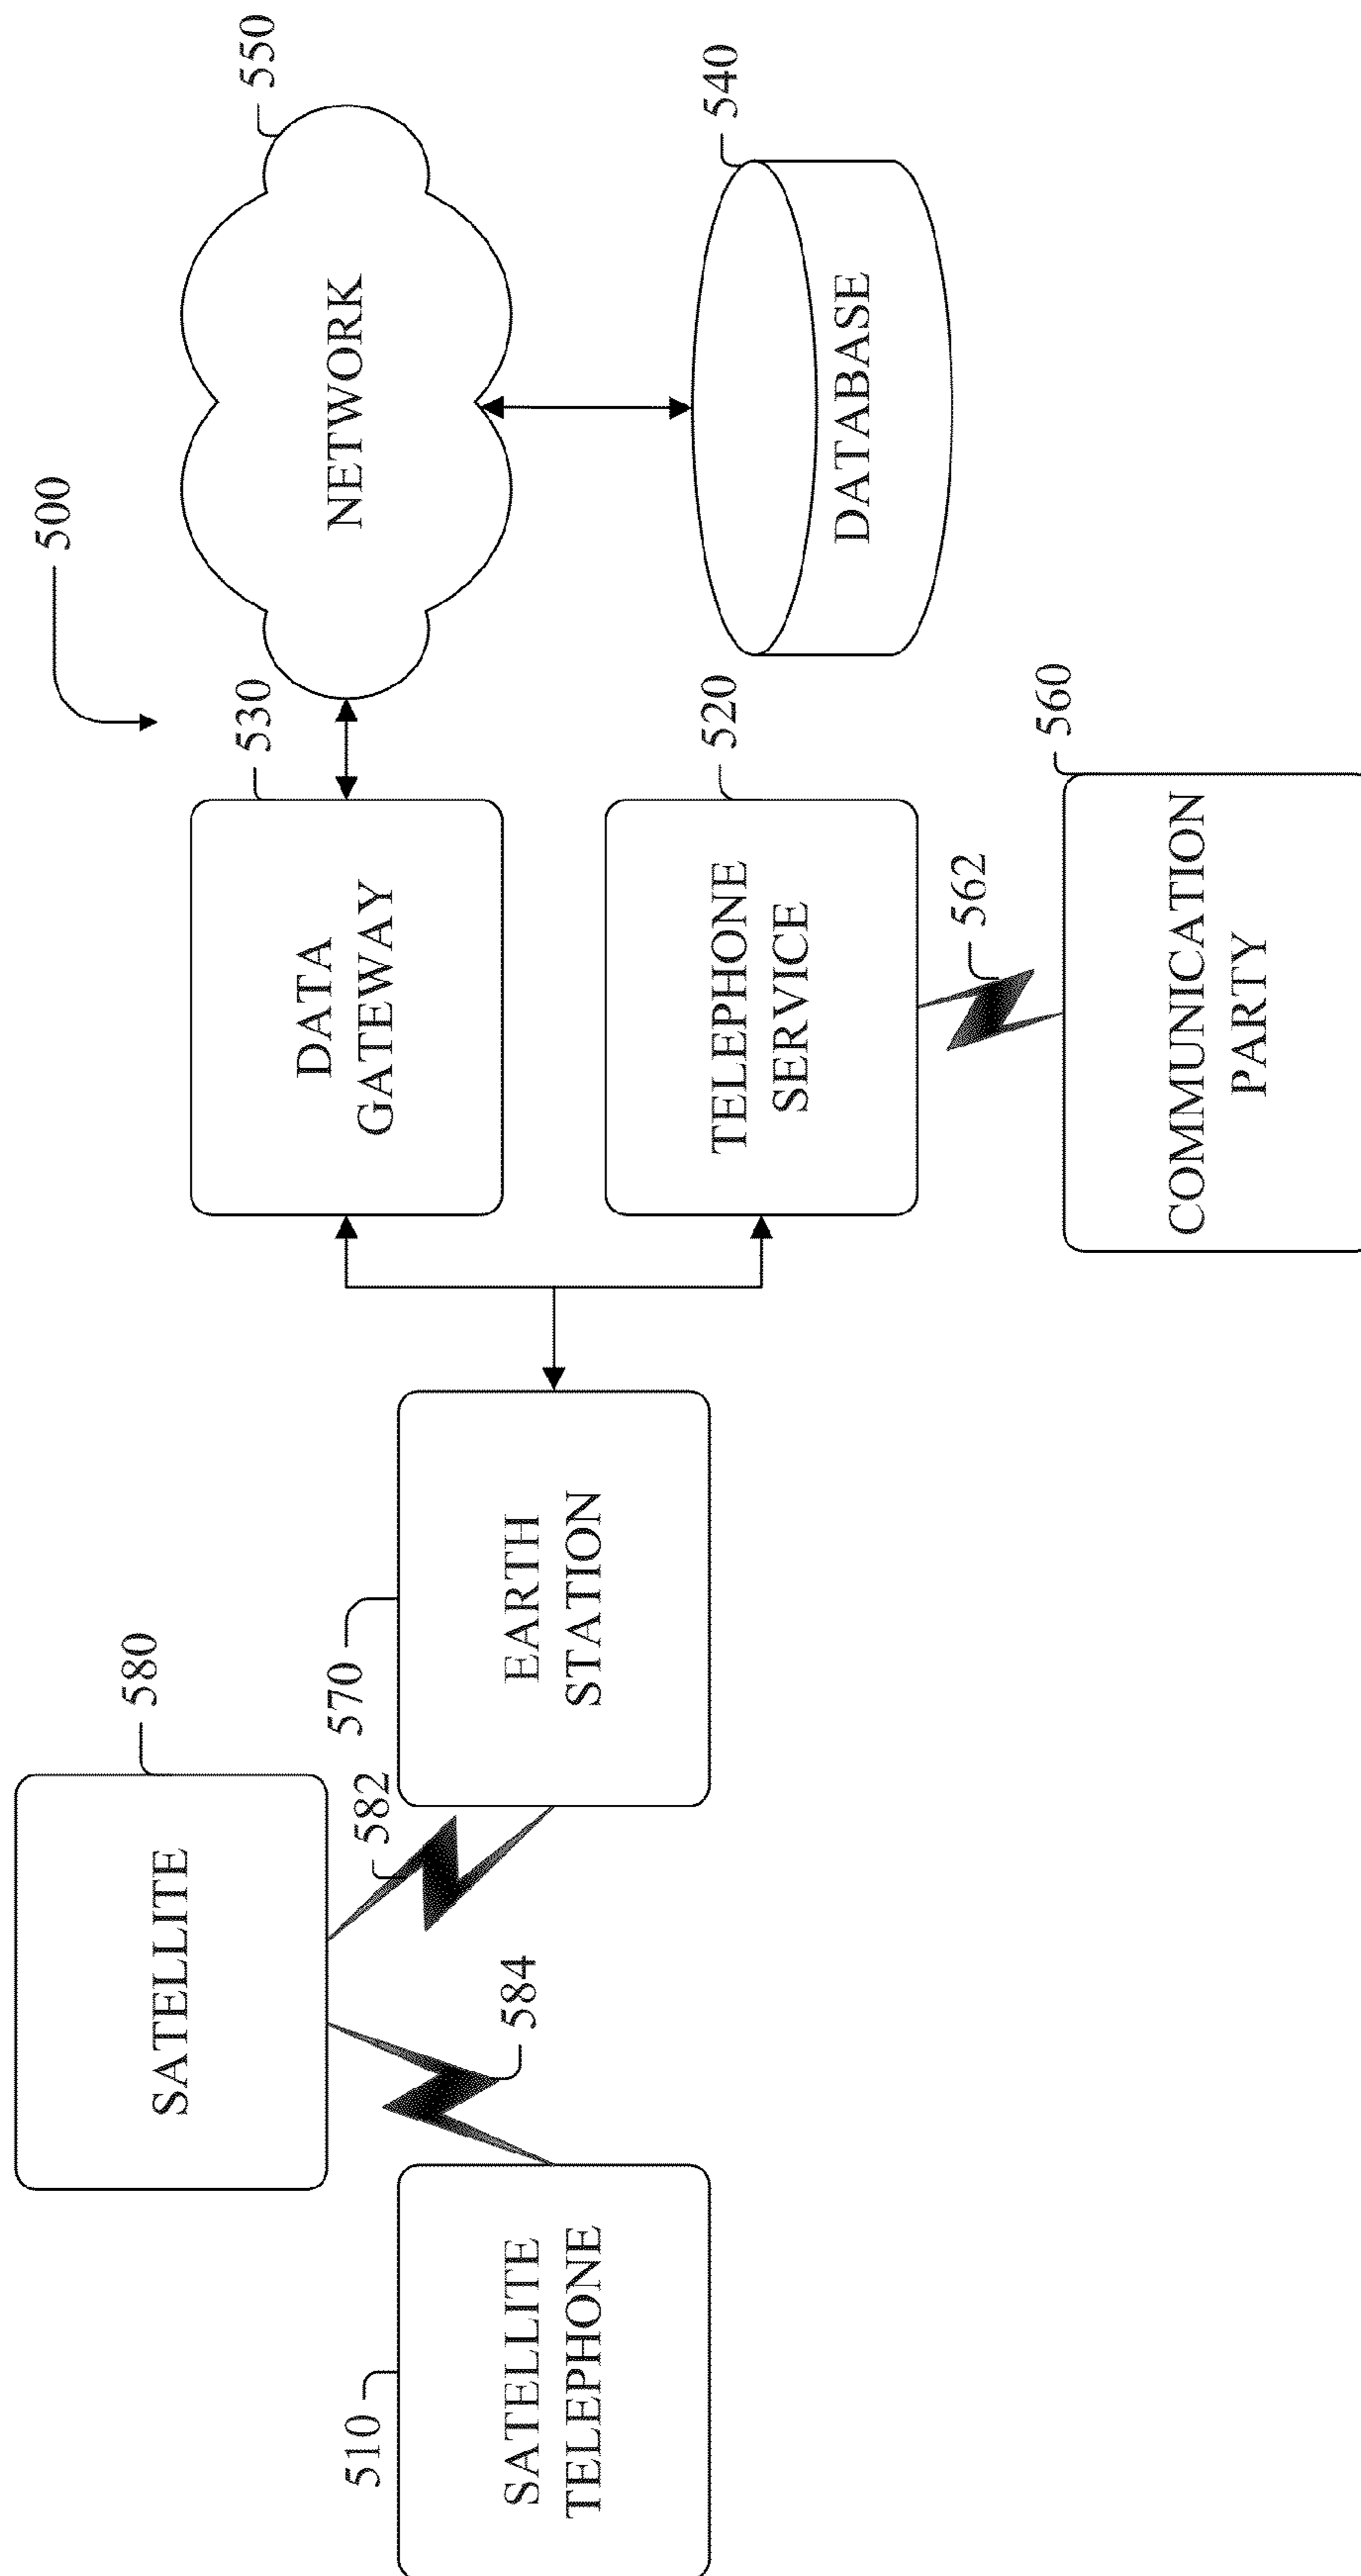 500
SATELLITE
580
582
584
510
SATELLITE
TELEPHONE
570
EARTH
STATION
530
DATA
GATEWAY
550
NETWORK
520
TELEPHONE
SERVICE
540
DATABASE
562
560
COMMUNICATION
PARTY